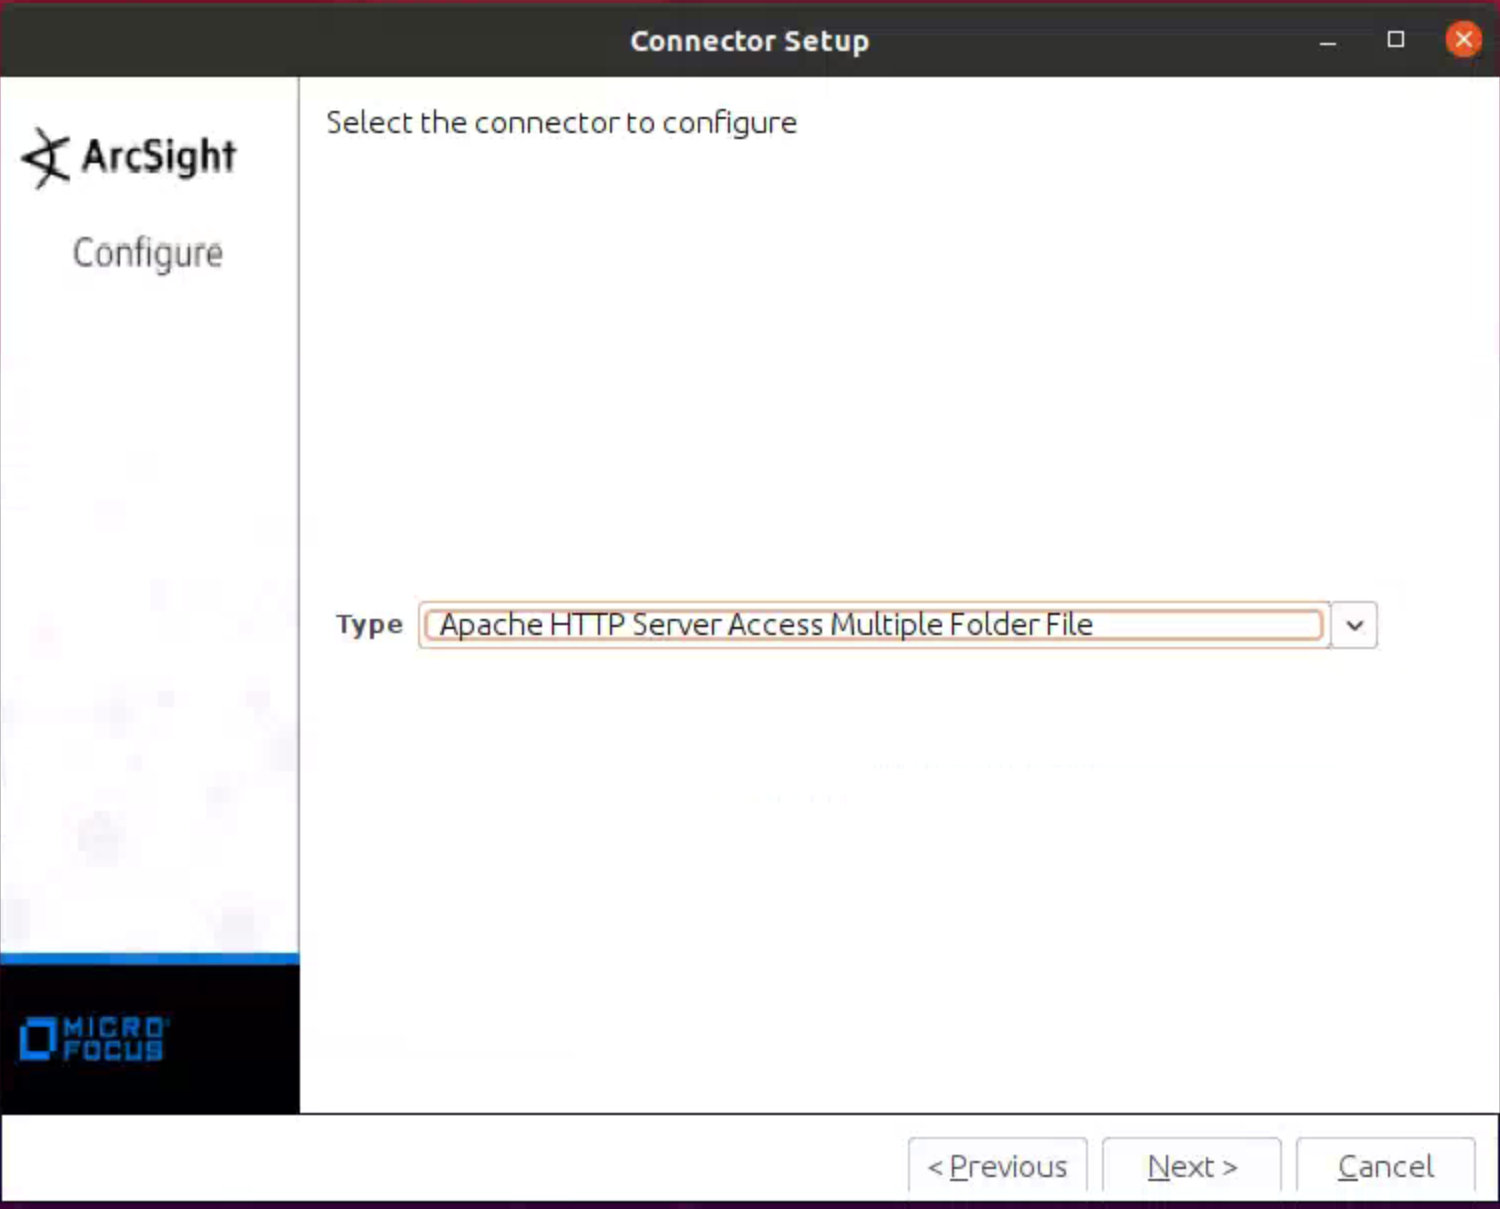 Connector Setup
ArcSight
Configure
Select the connector to configure
Type
Apache HTTP Server Access Multiple Folder File
MICRO
FOCUS
< Previous
Next >
Cancel